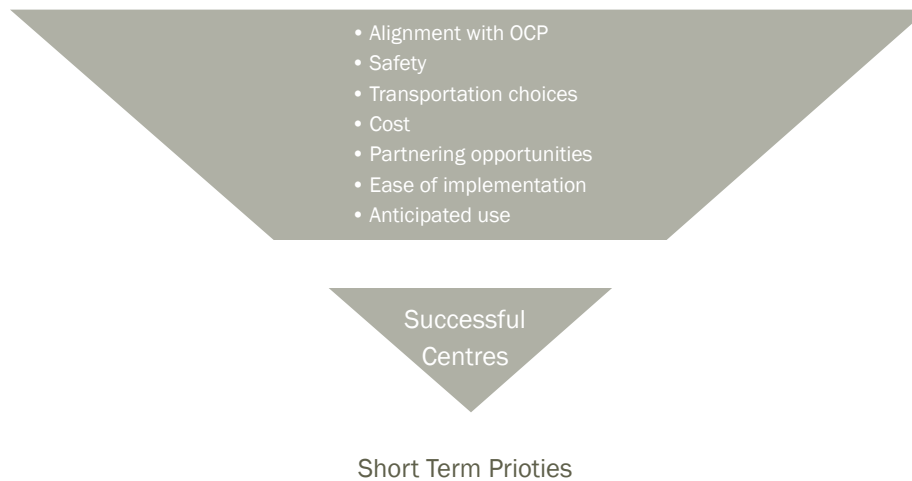 • Alignment with OCP
• Safety
• Transportation choices
• Cost
• Partnering opportunities
• Ease of implementation
• Anticipated use
Successful
Centres
Short Term Prioties